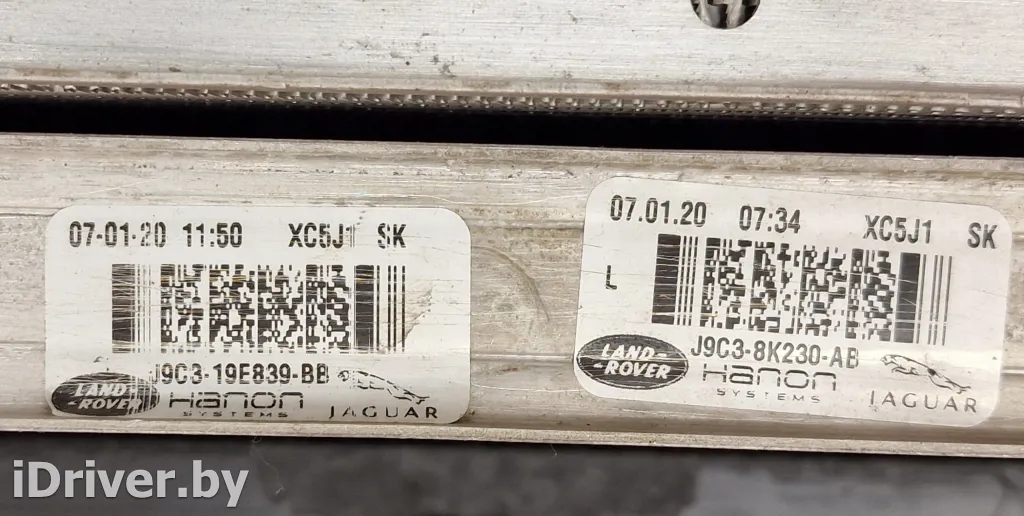 07-01-20 11:50 XC5J1 SK
J9C3-19E839-BB
LAND-
-ROVER
Hanon
SYSTEMS
JAGUAR
07.01.20 07:34 XC5J1 SK
L
J9C3-8K230-AB
LAND-
-ROVER
Hanon
SYSTEMS
JAGUAR
iDriver.by